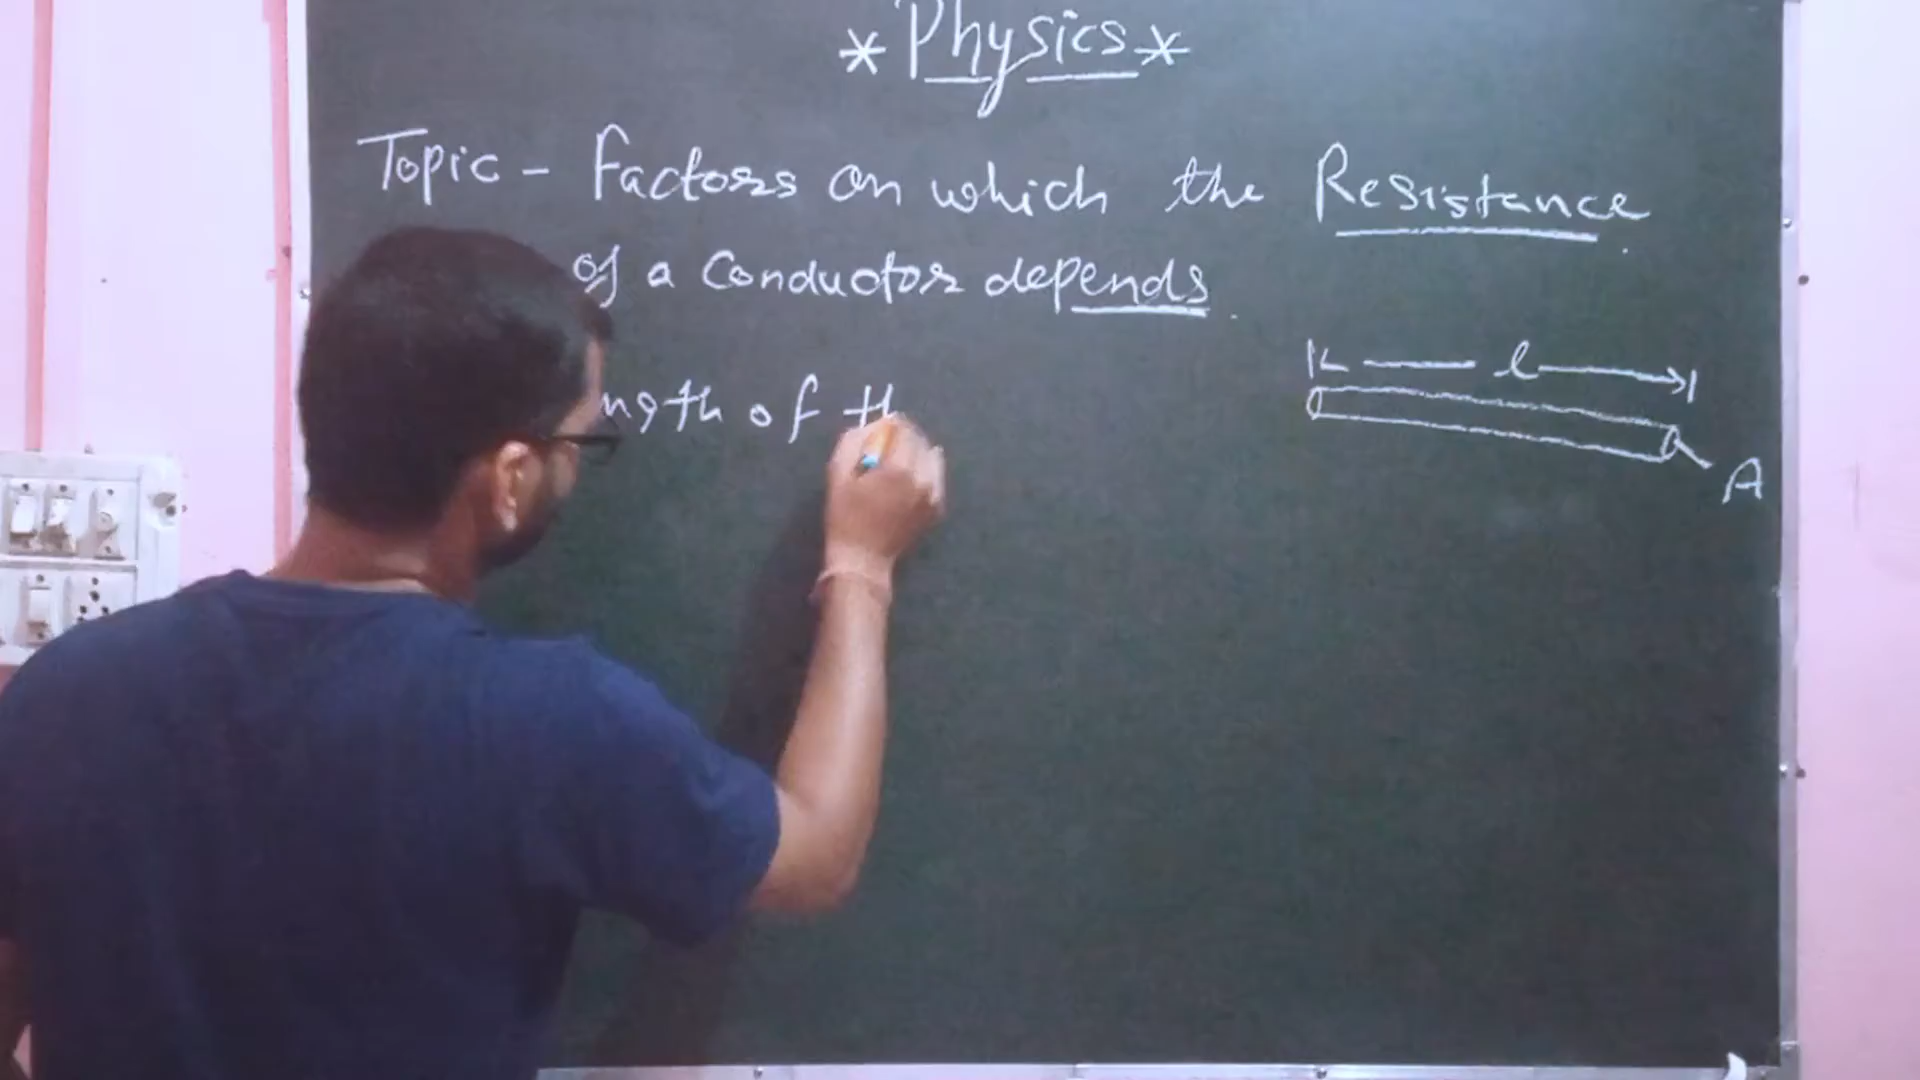 * Physics *
Topic - Factors on which the Resistance
of a Conductor depends
l
ngth of th
A